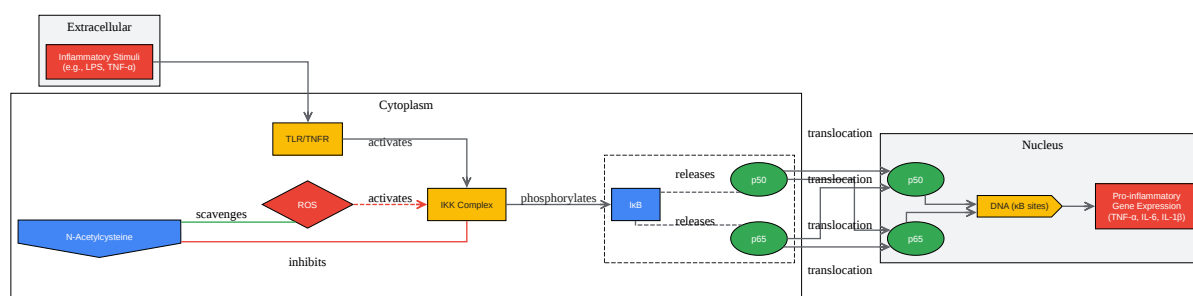 Extracellular
Inflammatory Stimuli
(e.g., LPS, TNF-α)
Cytoplasm
TLR/TNFR
activates
ROS
activates
IKK Complex
phosphorylates
scavenges
N-Acetylcysteine
inhibits
IκB
releases
releases
p50
p65
translocation
translocation
translocation
translocation
Nucleus
p50
p65
DNA (κB sites)
Pro-inflammatory
Gene Expression
(TNF-α, IL-6, IL-1β)